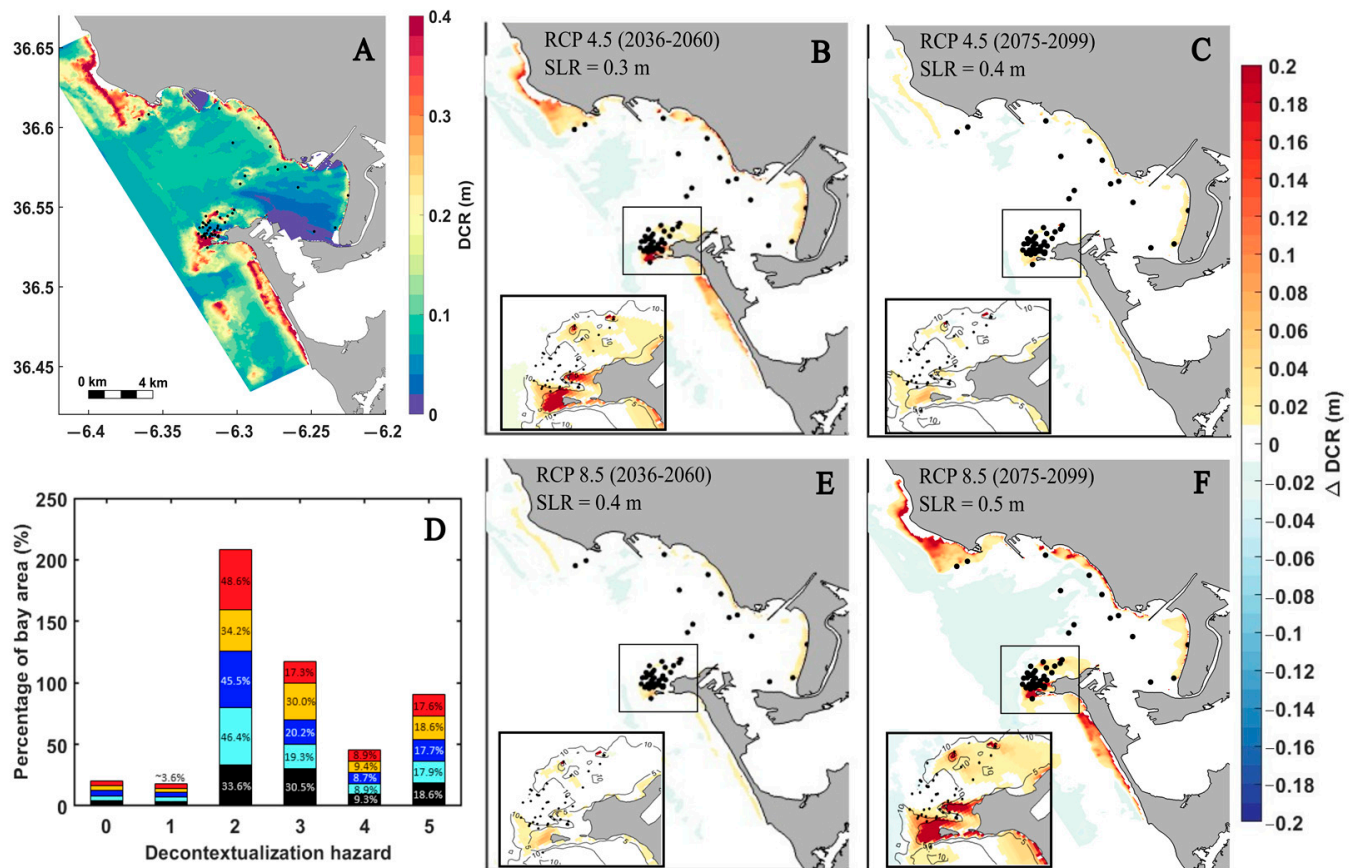 A
36.65
36.6
36.55
36.5
36.45
0 km 4 km
−6.4 −6.35 −6.3 −6.25 −6.2
0.4
0.3
0.2
0.1
0
DCR (m)
RCP 4.5 (2036-2060)
SLR = 0.3 m
B
RCP 4.5 (2075-2099)
SLR = 0.4 m
C
0.2
0.18
0.16
0.14
0.12
0.1
0.08
0.06
0.04
0.02
0
−0.02
−0.04
−0.06
−0.08
−0.1
−0.12
−0.14
−0.16
−0.18
−0.2
Δ DCR (m)
D
Percentage of bay area (%)
250
200
150
100
50
0
~3.6%
48.6%
34.2%
45.5%
46.4%
33.6%
17.3%
30.0%
20.2%
19.3%
30.5%
8.9%
9.4%
8.7%
8.9%
9.3%
17.6%
18.6%
17.7%
17.9%
18.6%
0 1 2 3 4 5
Decontextualization hazard
RCP 8.5 (2036-2060)
SLR = 0.4 m
E
RCP 8.5 (2075-2099)
SLR = 0.5 m
F